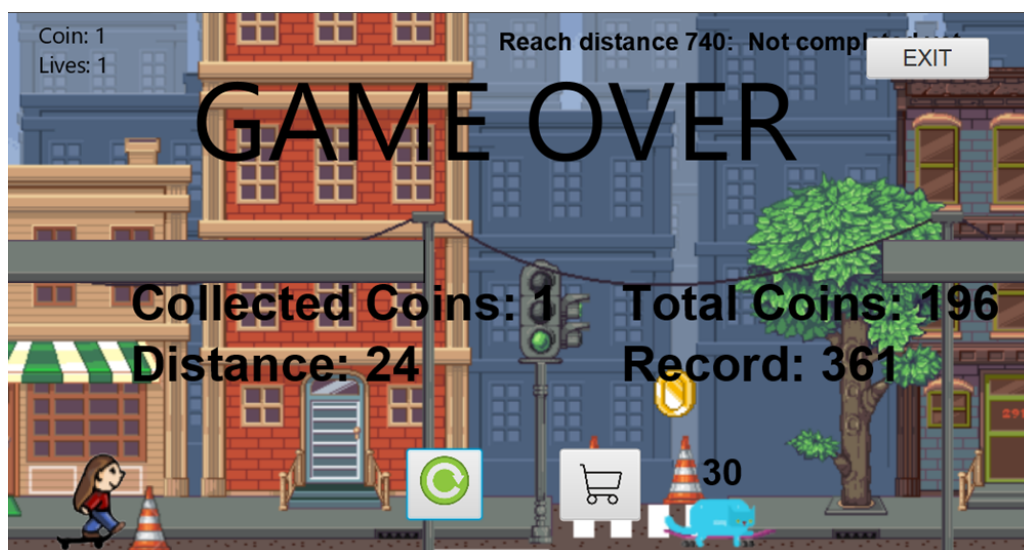 Coin: 1
Lives: 1
Reach distance 740: Not
EXIT
GAME OVER
Collected Coins: 1
Total Coins: 196
Distance: 24
Record: 361
30